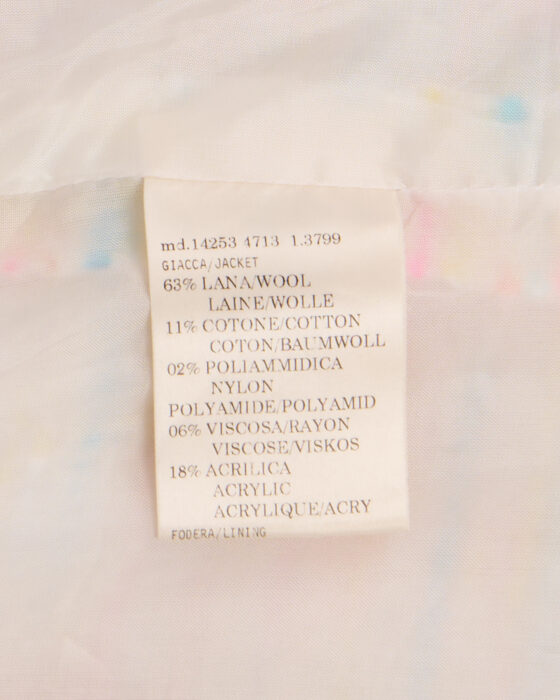 md.14253 4713 1.3799
GIACCA/JACKET
63% LANA/WOOL
LAINE/WOLLE
11% COTONE/COTTON
COTON/BAUMWOLL
02% POLIAMMIDICA
NYLON
POLYAMIDE/POLYAMID
06% VISCOSA/RAYON
VISCOSE/VISKOS
18% ACRILICA
ACRYLIC
ACRYLIQUE/ACRY
FODERA/LINING